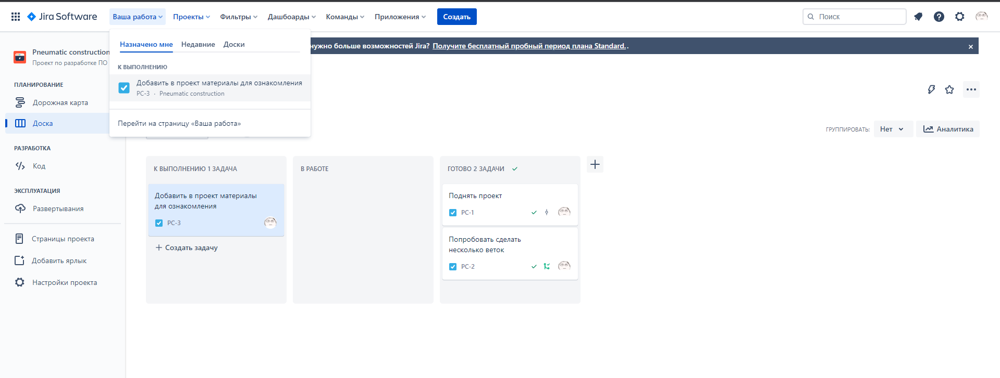 Jira Software
Ваша работа
Проекты
Фильтры
Дашбоарды
Команды
Приложения
Создать
Поиск
Назначено мне
Недавние
Доски
К ВЫПОЛНЕНИЮ
Добавить в проект материалы для ознакомления
PC-3 · Pneumatic construction
Перейти на страницу «Ваша работа»
нужно больше возможностей Jira? Получите бесплатный пробный период плана Standard. .
Pneumatic construction
Проект по разработке ПО
ПЛАНИРОВАНИЕ
Дорожная карта
Доска
РАЗРАБОТКА
Код
ЭКСПЛУАТАЦИЯ
Развертывания
Страницы проекта
Добавить ярлык
Настройки проекта
ГРУППИРОВАТЬ:
Нет
Аналитика
К ВЫПОЛНЕНИЮ 1 ЗАДАЧА
Добавить в проект материалы
для ознакомления
PC-3
Создать задачу
В РАБОТЕ
ГОТОВО 2 ЗАДАЧИ
Поднять проект
PC-1
Попробовать сделать
несколько веток
PC-2